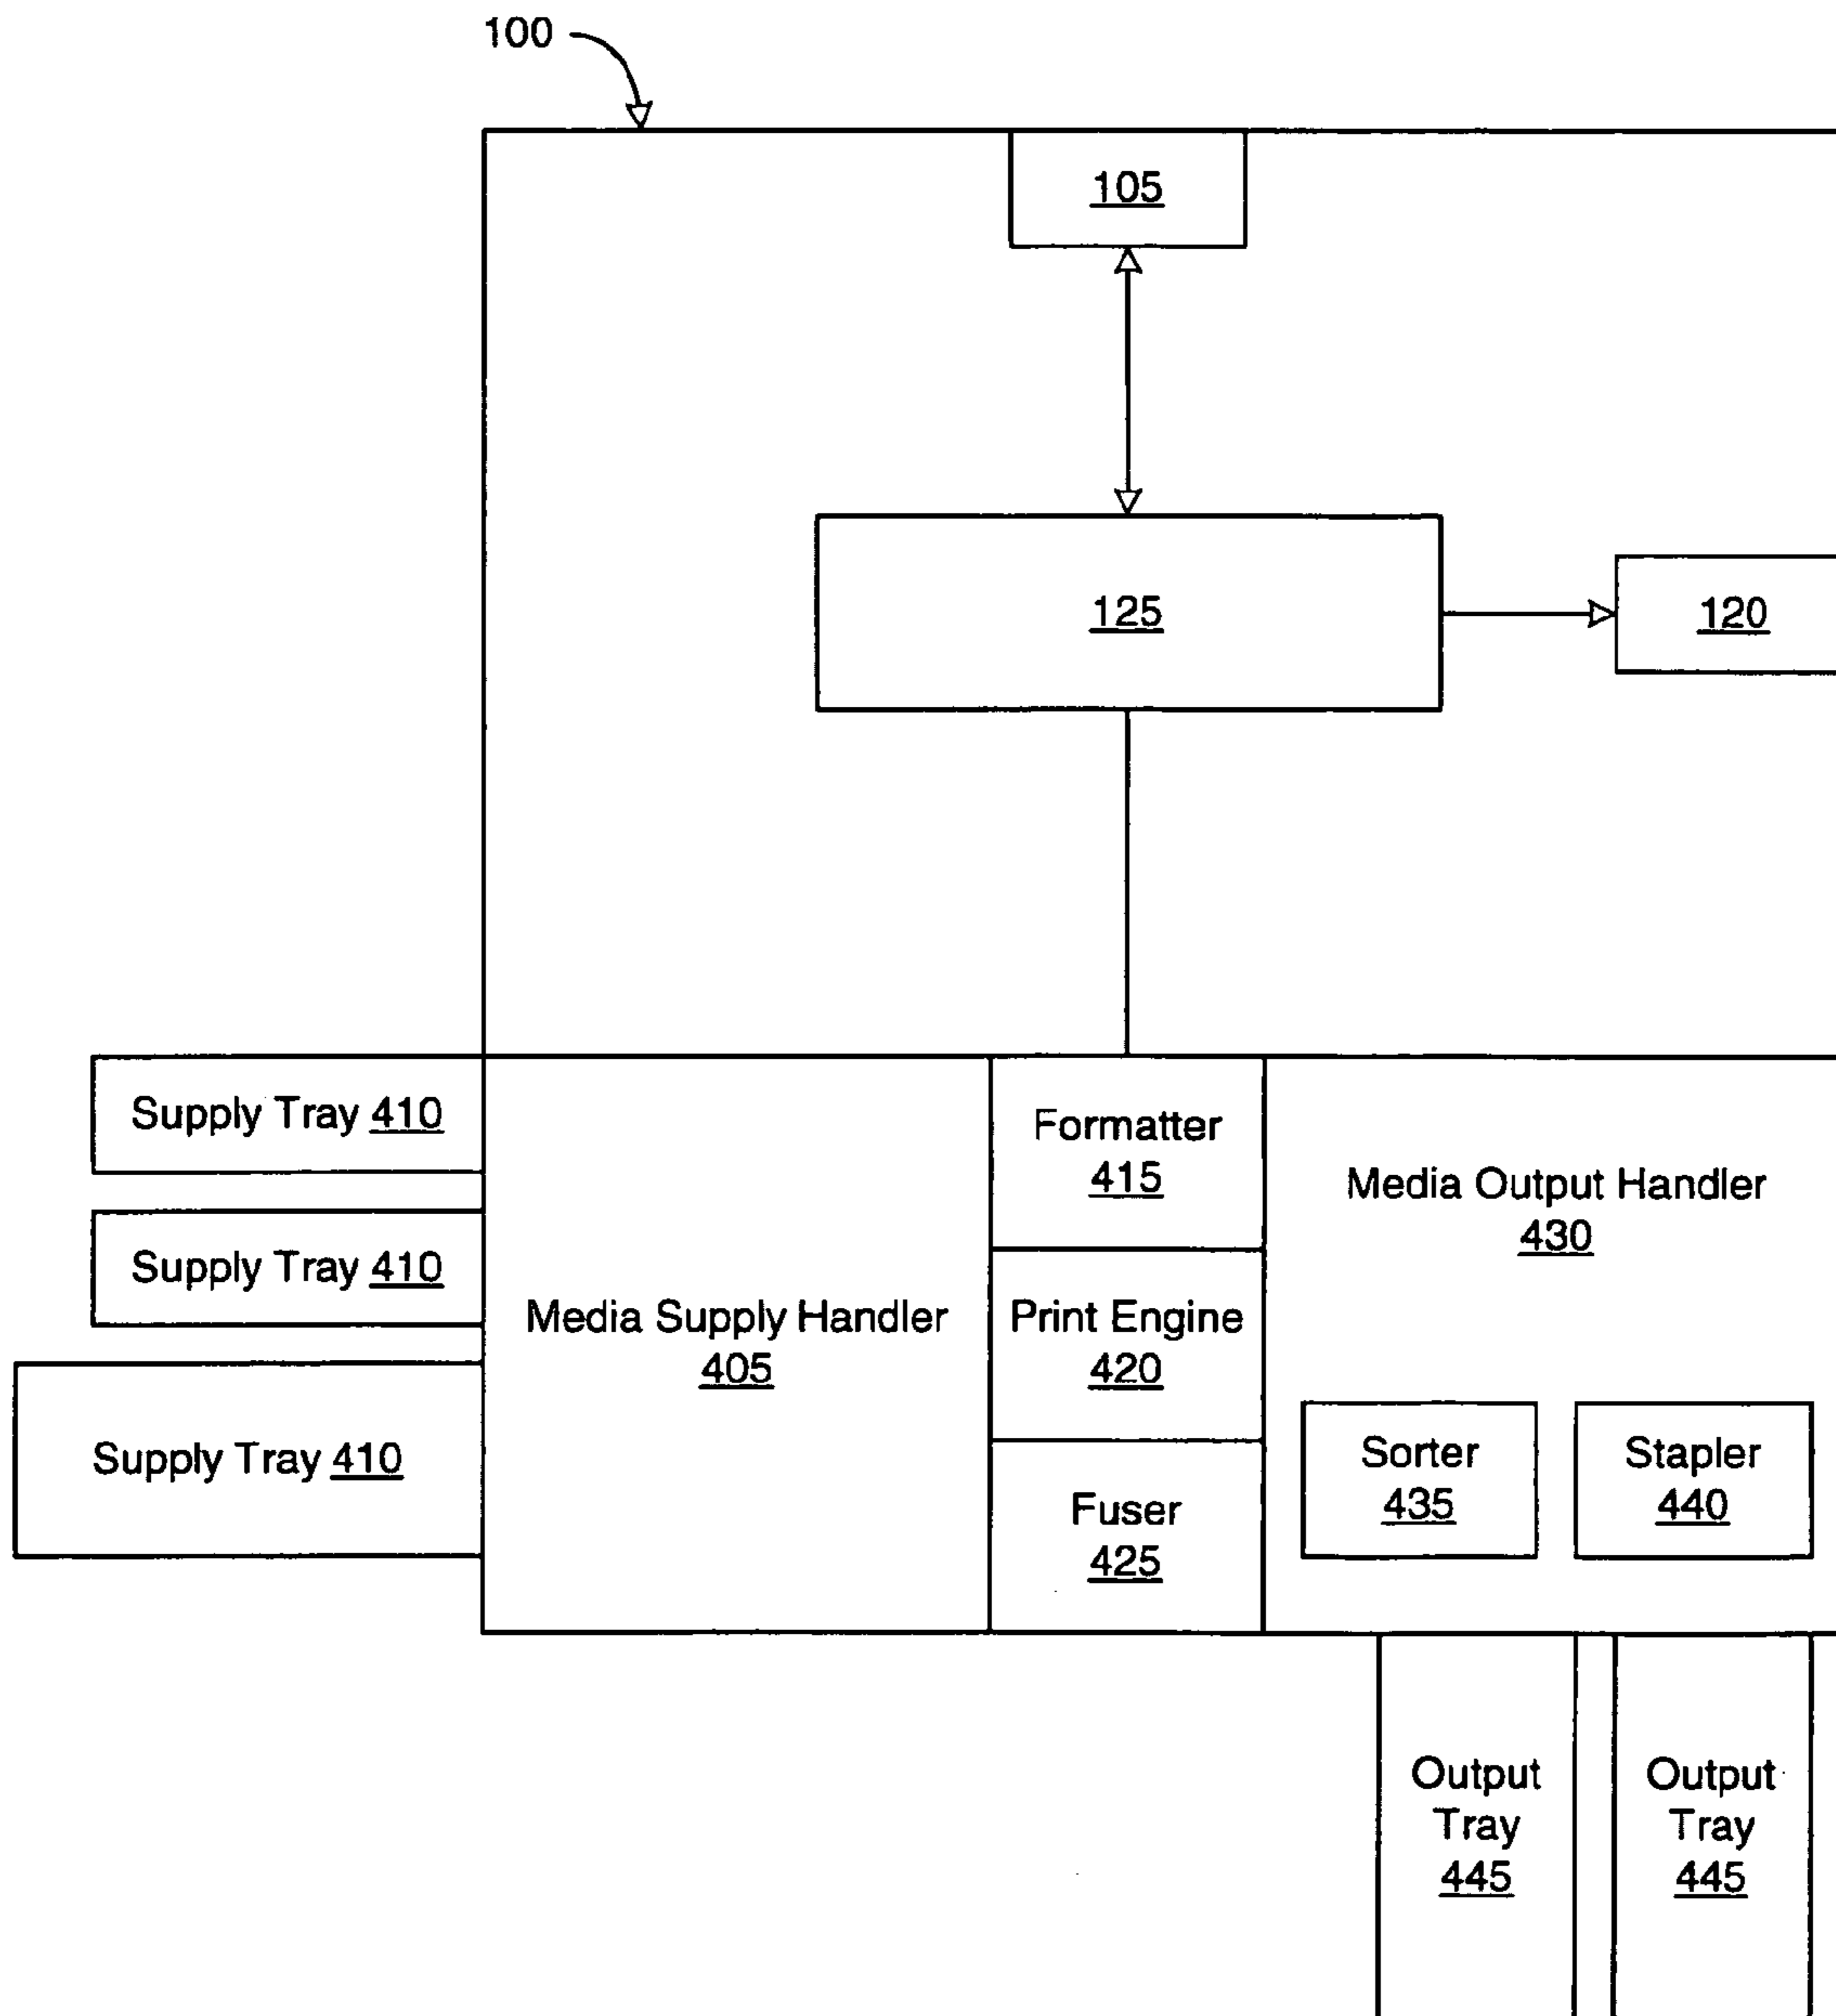 100
105
125
120
Supply Tray 410
Supply Tray 410
Supply Tray 410
Media Supply Handler
405
Formatter
415
Print Engine
420
Fuser
425
Media Output Handler
430
Sorter
435
Stapler
440
Output
Tray
445
Output
Tray
445